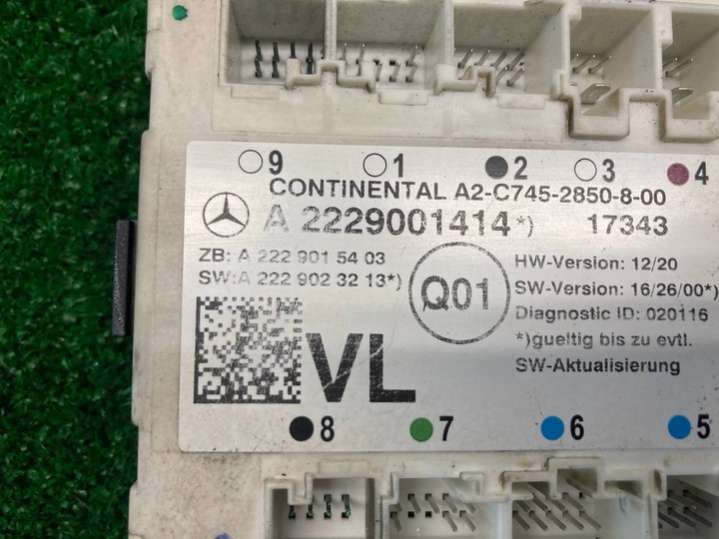 9 1 2 3 4
CONTINENTAL A2-C745-2850-8-00
A 2229001414*) 17343
ZB: A 222 901 54 03
SW:A 222 902 32 13*)
Q01
HW-Version: 12/20
SW-Version: 16/26/00*)
Diagnostic ID: 020116
*)gueltig bis zu evtl.
SW-Aktualisierung
VL
8 7 6 5